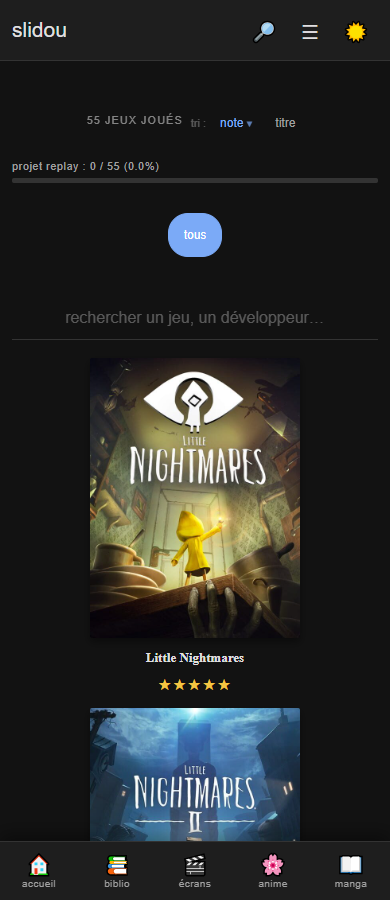 slidou
55 JEUX JOUÉS tri : note ▾ titre
projet replay : 0 / 55 (0.0%)
tous
rechercher un jeu, un développeur…
LITTLE
NIGHTMARES
Little Nightmares
★★★★★
LITTLE
NIGHTMARES
II
accueil biblio écrans anime manga